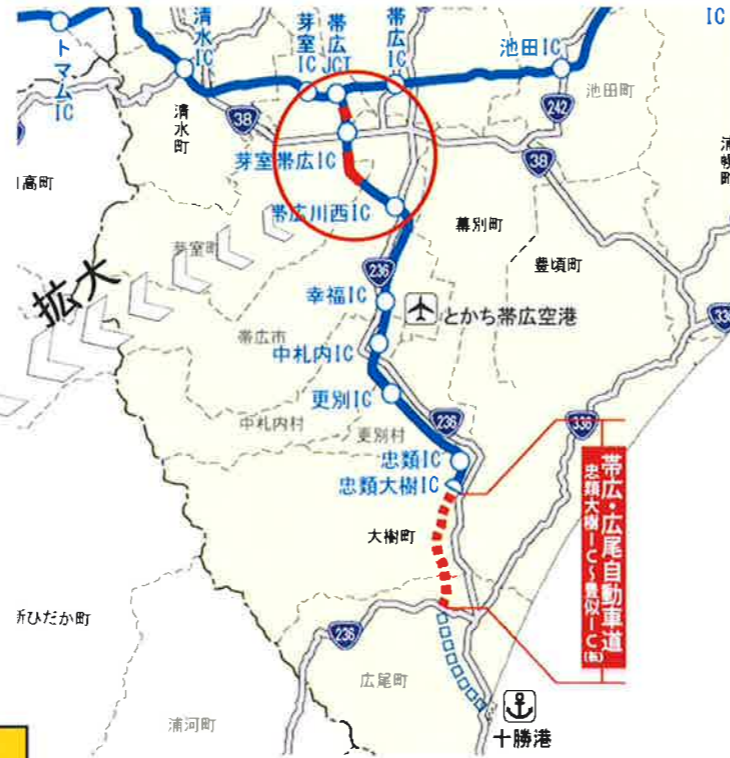 IC
トマムIC
清水IC
芽室IC
帯広JCT
帯広IC
池田IC
池田町
242
38
清水町
38
芽室帯広IC
高町
帯広川西IC
幕別町
芽室町
豊頃町
拡大
236
幸福IC
とかち帯広空港
336
帯広市
中札内IC
更別IC
中札内村
更別村
236
336
忠類IC
忠類大樹IC
帯広・広尾自動車道
忠類大樹IC～豊似IC(仮)
大樹町
ひだか町
236
広尾町
浦河町
十勝港